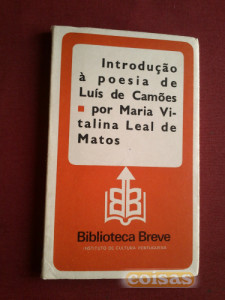 Introdução
à poesia de
Luís de Camões
por Maria Vi-
talina Leal de
Matos
Biblioteca Breve
INSTITUTO DE CULTURA PORTUGUESA
coisas